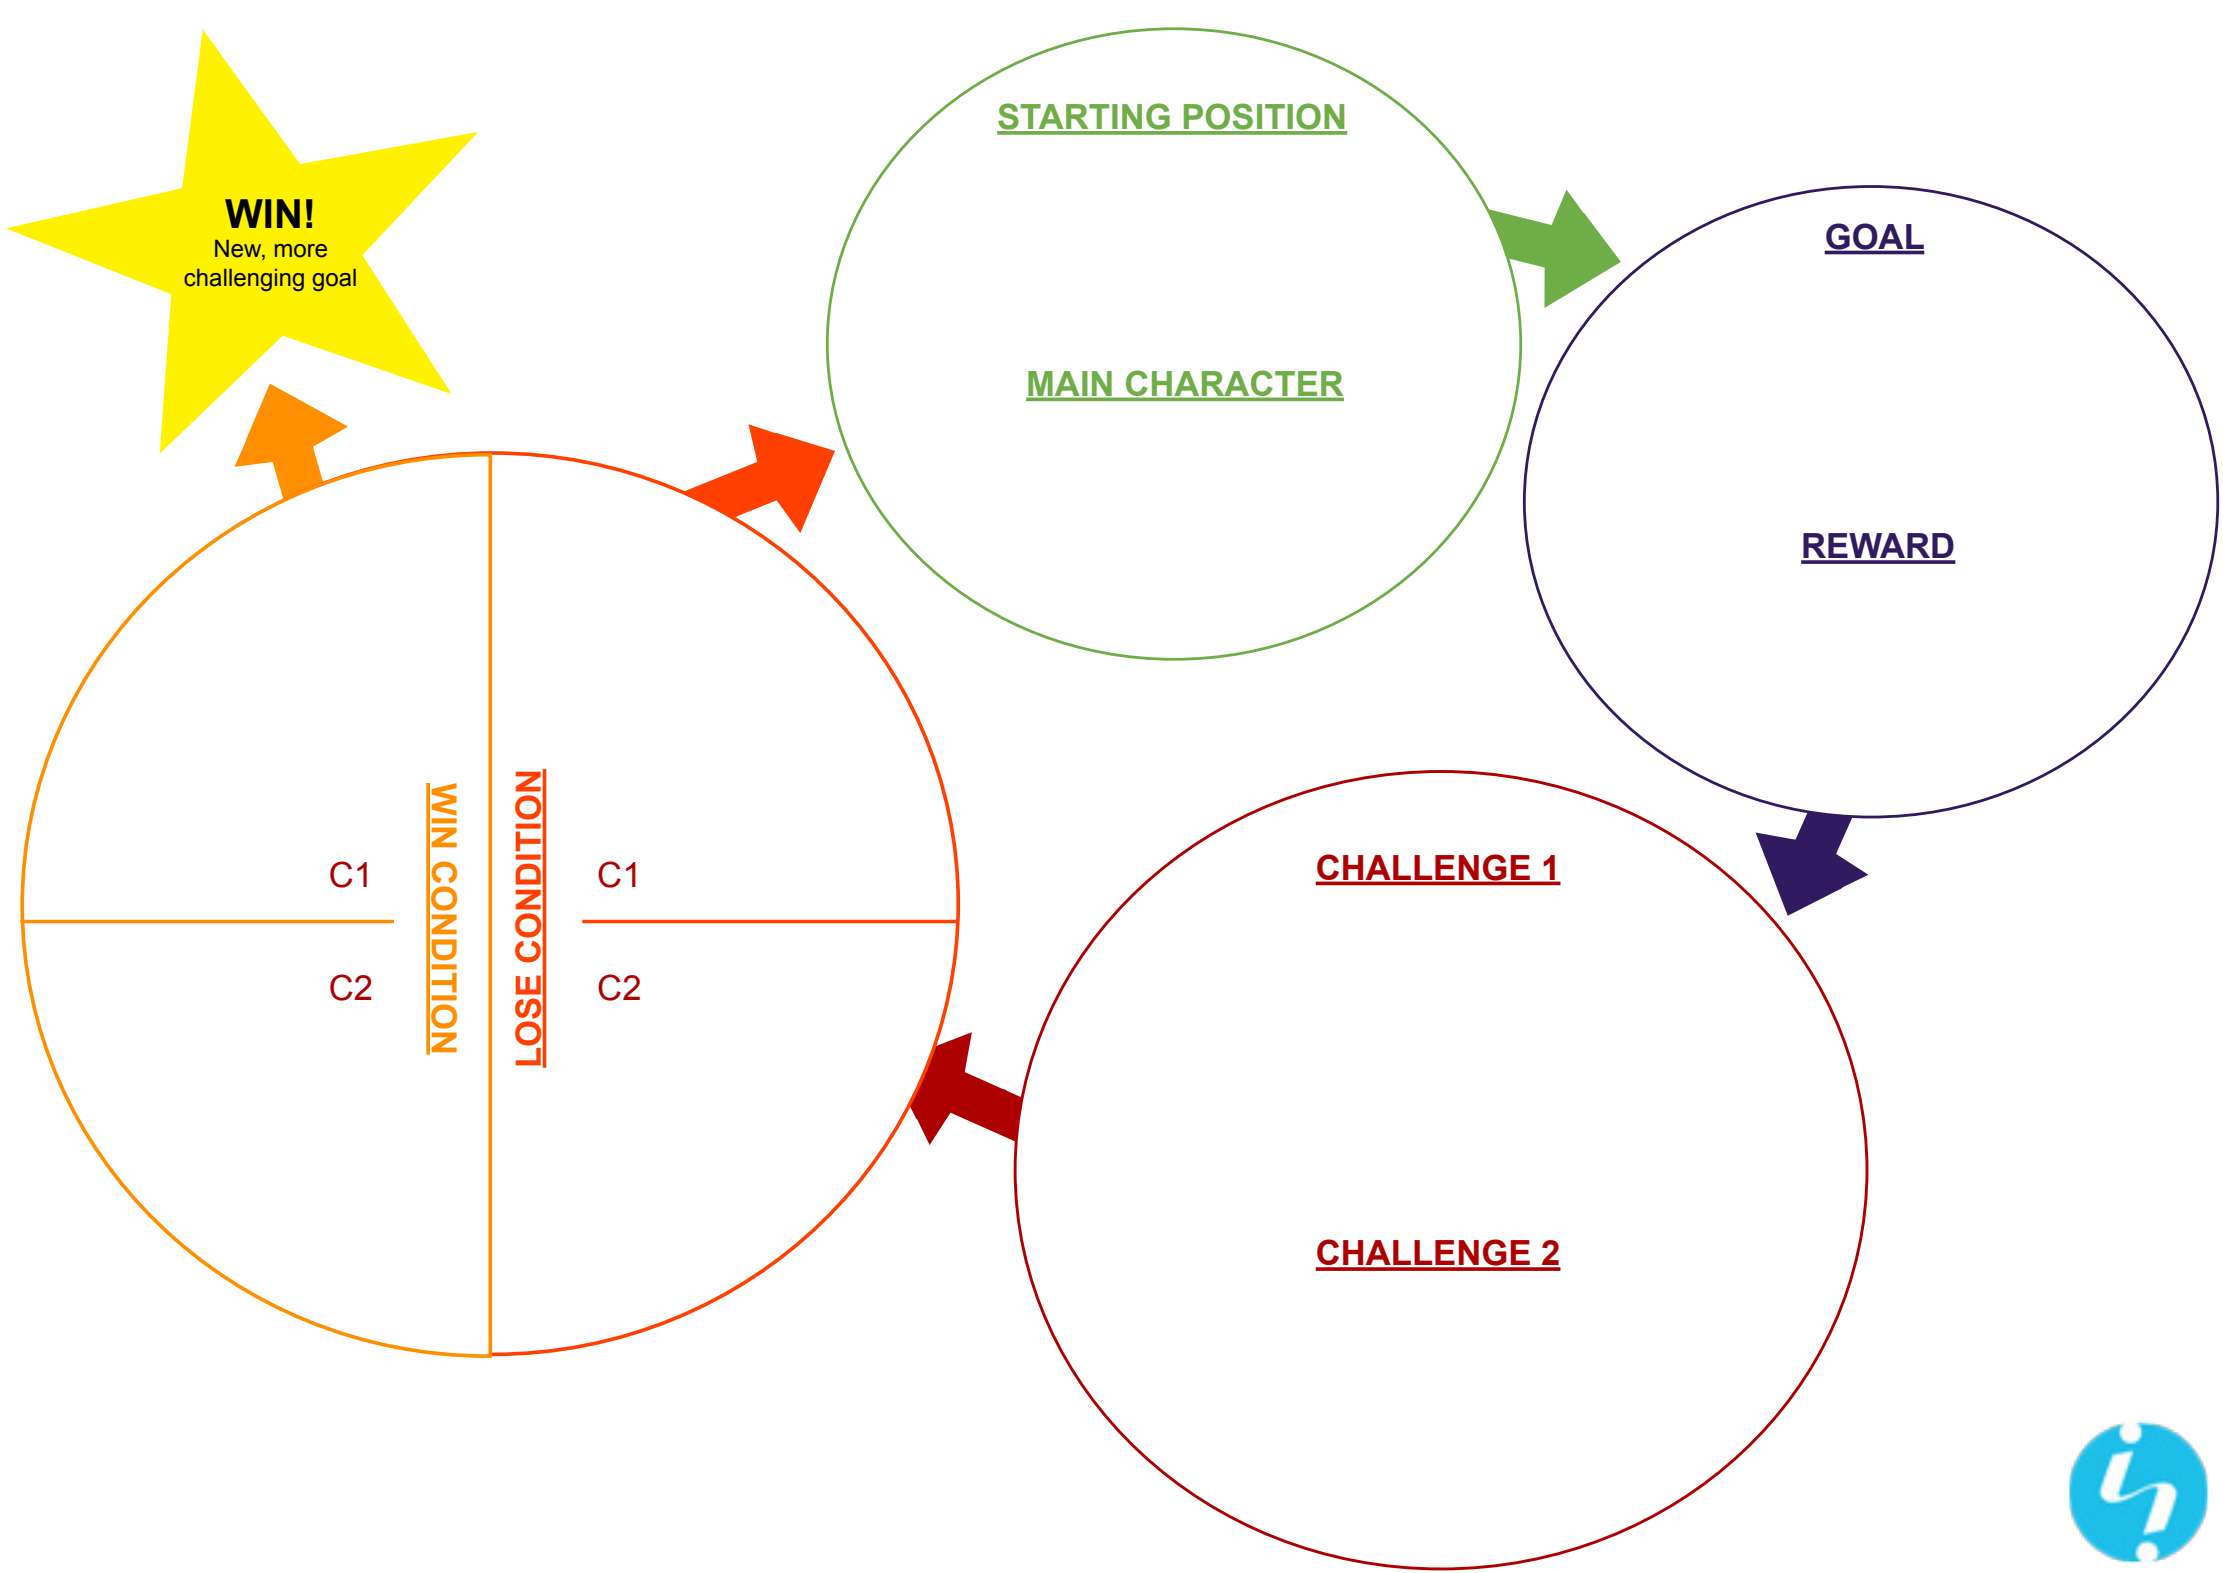 WIN!
New, more
challenging goal
STARTING POSITION
MAIN CHARACTER
GOAL
REWARD
CHALLENGE 1
CHALLENGE 2
WIN CONDITION
C1
C2
LOSE CONDITION
C1
C2